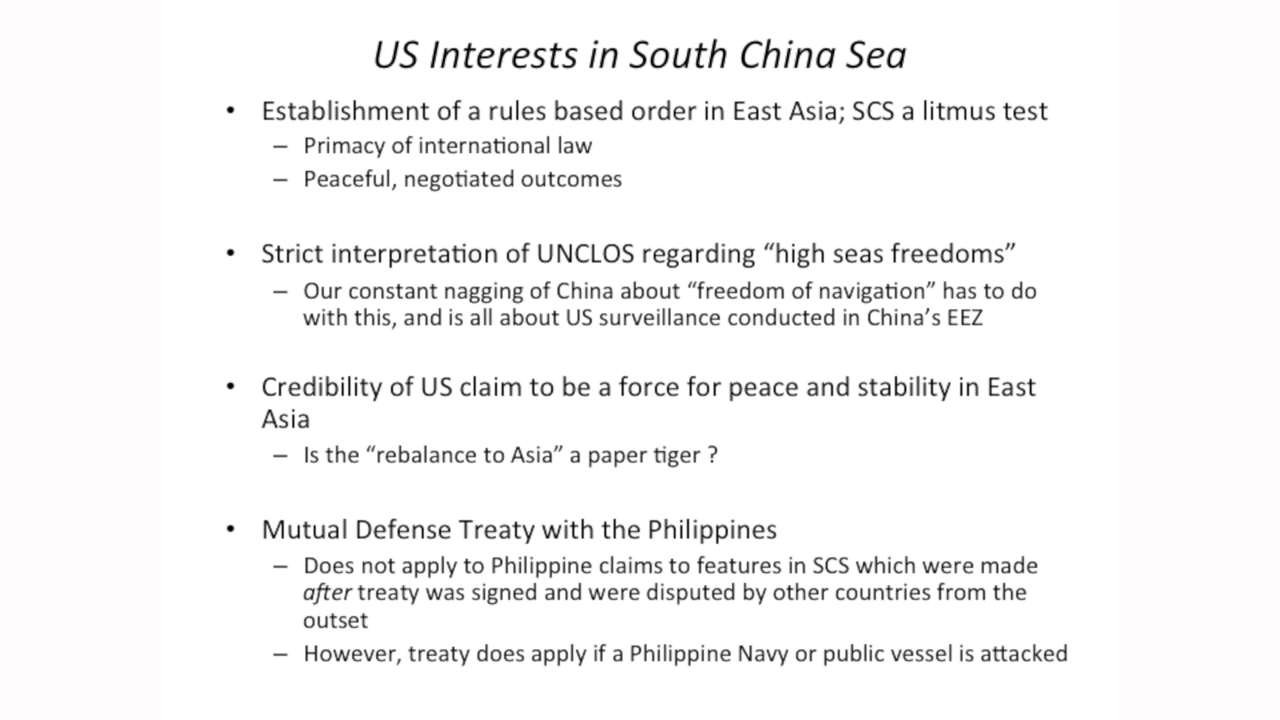 US Interests in South China Sea
• Establishment of a rules based order in East Asia; SCS a litmus test
– Primacy of international law
– Peaceful, negotiated outcomes
• Strict interpretation of UNCLOS regarding “high seas freedoms”
– Our constant nagging of China about “freedom of navigation” has to do
with this, and is all about US surveillance conducted in China’s EEZ
• Credibility of US claim to be a force for peace and stability in East
Asia
– Is the “rebalance to Asia” a paper tiger ?
• Mutual Defense Treaty with the Philippines
– Does not apply to Philippine claims to features in SCS which were made
after treaty was signed and were disputed by other countries from the
outset
– However, treaty does apply if a Philippine Navy or public vessel is attacked